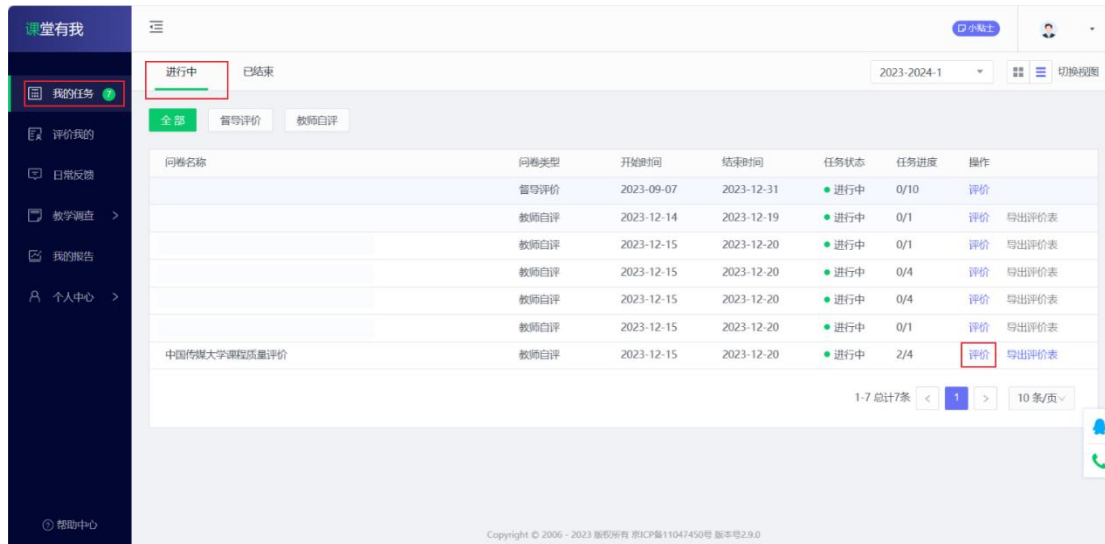 课堂有我
小贴士
我的任务 7
评价我的
日常反馈
教学调查
我的报告
个人中心
帮助中心
进行中 已结束 2023-2024-1 切换视图
全部 督导评价 教师自评
问卷名称 问卷类型 开始时间 结束时间 任务状态 任务进度 操作
督导评价 2023-09-07 2023-12-31 进行中 0/10 评价
教师自评 2023-12-14 2023-12-19 进行中 0/1 评价 导出评价表
教师自评 2023-12-15 2023-12-20 进行中 0/1 评价 导出评价表
教师自评 2023-12-15 2023-12-20 进行中 0/4 评价 导出评价表
教师自评 2023-12-15 2023-12-20 进行中 0/4 评价 导出评价表
教师自评 2023-12-15 2023-12-20 进行中 0/1 评价 导出评价表
中国传媒大学课程质量评价 教师自评 2023-12-15 2023-12-20 进行中 2/4 评价 导出评价表
1-7 总计7条 < 1 > 10 条/页
Copyright © 2006 - 2023 版权所有 京ICP备11047450号 版本号2.9.0